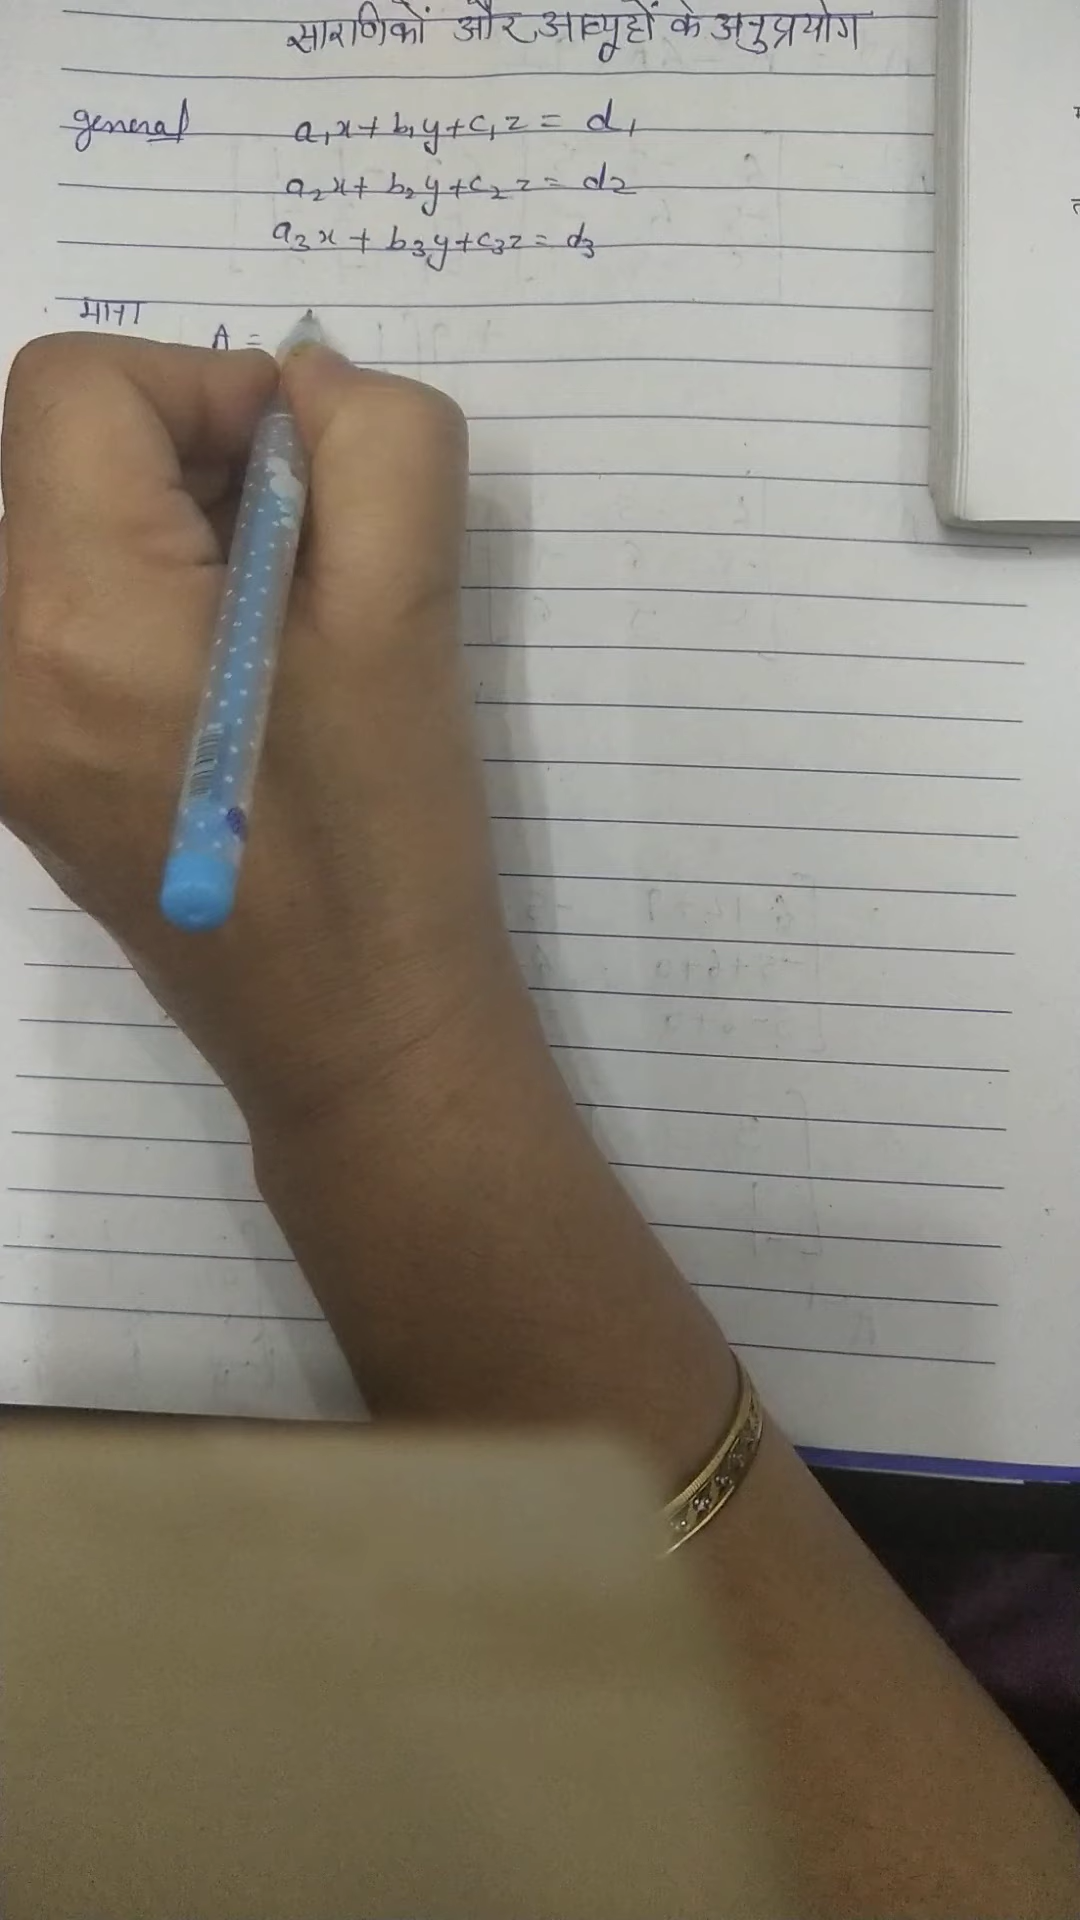 सारणिकों और आव्यूहों के अनुप्रयोग
general a₁x + b₁y + c₁z = d₁
a₂x + b₂y + c₂z = d₂
a₃x + b₃y + c₃z = d₃
माना A =